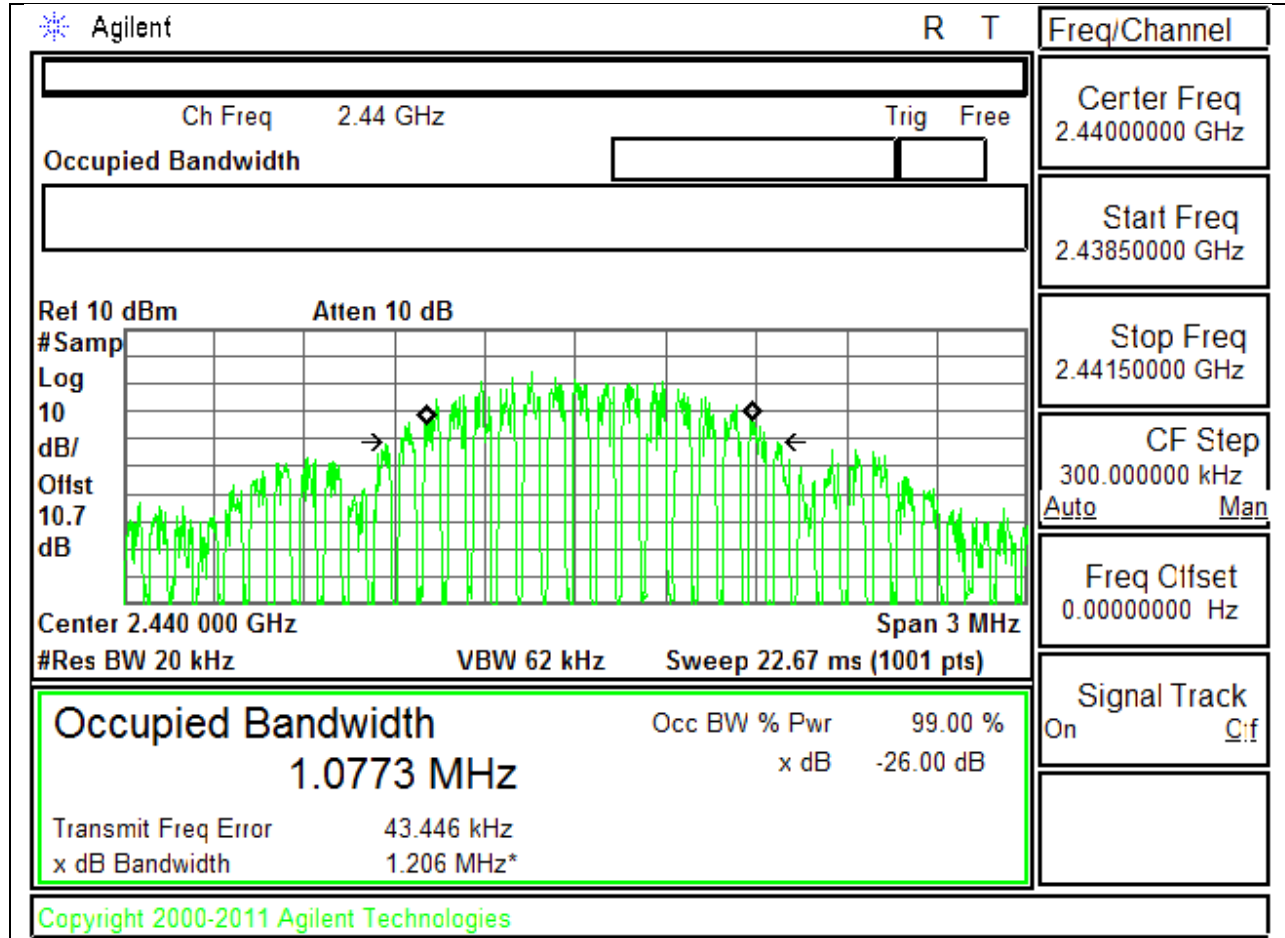 Agilent R T
Ch Freq 2.44 GHz Trig Free
Occupied Bandwidth
Ref 10 dBm Atten 10 dB
#Samp
Log
10
dB/
Offst
10.7
dB
Center 2.440 000 GHz Span 3 MHz
#Res BW 20 kHz VBW 62 kHz Sweep 22.67 ms (1001 pts)
Occupied Bandwidth
1.0773 MHz
Occ BW % Pwr 99.00 %
x dB -26.00 dB
Transmit Freq Error 43.446 kHz
x dB Bandwidth 1.206 MHz*
Copyright 2000-2011 Agilent Technologies
Freq/Channel
Center Freq
2.44000000 GHz
Start Freq
2.43850000 GHz
Stop Freq
2.44150000 GHz
CF Step
300.000000 kHz
Auto Man
Freq Offset
0.00000000 Hz
Signal Track
On Off